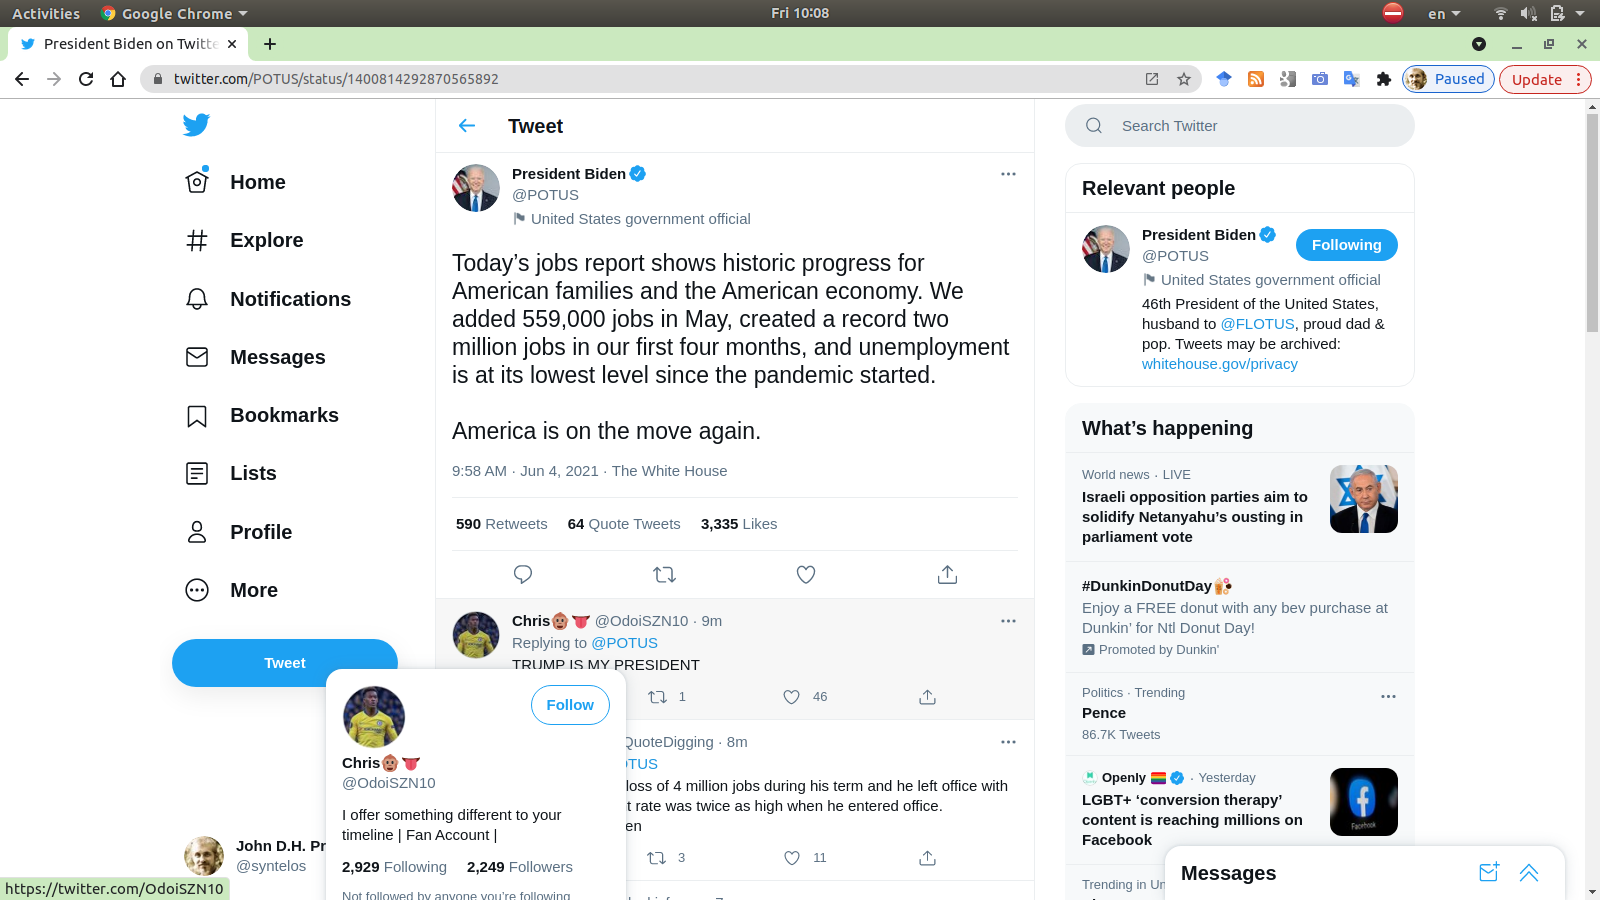 Activities
Google Chrome
Fri 10:08
en
President Biden on Twitte
twitter.com/POTUS/status/1400814292870565892
Paused
Update
Home
Explore
Notifications
Messages
Bookmarks
Lists
Profile
More
Tweet
John D.H. Pr
@syntelos
https://twitter.com/OdoiSZN10
Tweet
President Biden
@POTUS
United States government official
Today’s jobs report shows historic progress for
American families and the American economy. We
added 559,000 jobs in May, created a record two
million jobs in our first four months, and unemployment
is at its lowest level since the pandemic started.
America is on the move again.
9:58 AM · Jun 4, 2021 · The White House
590 Retweets 64 Quote Tweets 3,335 Likes
Chris @OdoiSZN10 · 9m
Replying to @POTUS
TRUMP IS MY PRESIDENT
1 46
QuoteDigging · 8m
OTUS
loss of 4 million jobs during his term and he left office with
t rate was twice as high when he entered office.
en
3 11
Follow
Chris
@OdoiSZN10
I offer something different to your
timeline | Fan Account |
2,929 Following 2,249 Followers
Not followed by anyone you’re following
Search Twitter
Relevant people
President Biden
@POTUS
Following
United States government official
46th President of the United States,
husband to @FLOTUS, proud dad &
pop. Tweets may be archived:
whitehouse.gov/privacy
What’s happening
World news · LIVE
Israeli opposition parties aim to
solidify Netanyahu’s ousting in
parliament vote
#DunkinDonutDay
Enjoy a FREE donut with any bev purchase at
Dunkin’ for Ntl Donut Day!
Promoted by Dunkin'
Politics · Trending
Pence
86.7K Tweets
Openly · Yesterday
LGBT+ ‘conversion therapy’
content is reaching millions on
Facebook
Facebook
Trending in Un
Messages